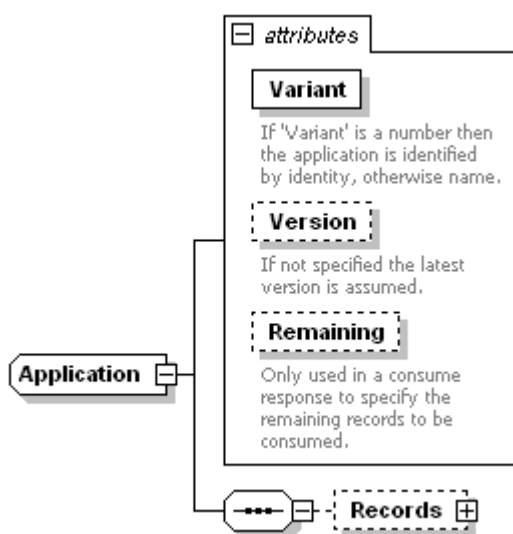 attributes
Variant
If 'Variant' is a number then
the application is identified
by identity, otherwise name.
Version
If not specified the latest
version is assumed.
Remaining
Only used in a consume
response to specify the
remaining records to be
consumed.
Application
Records